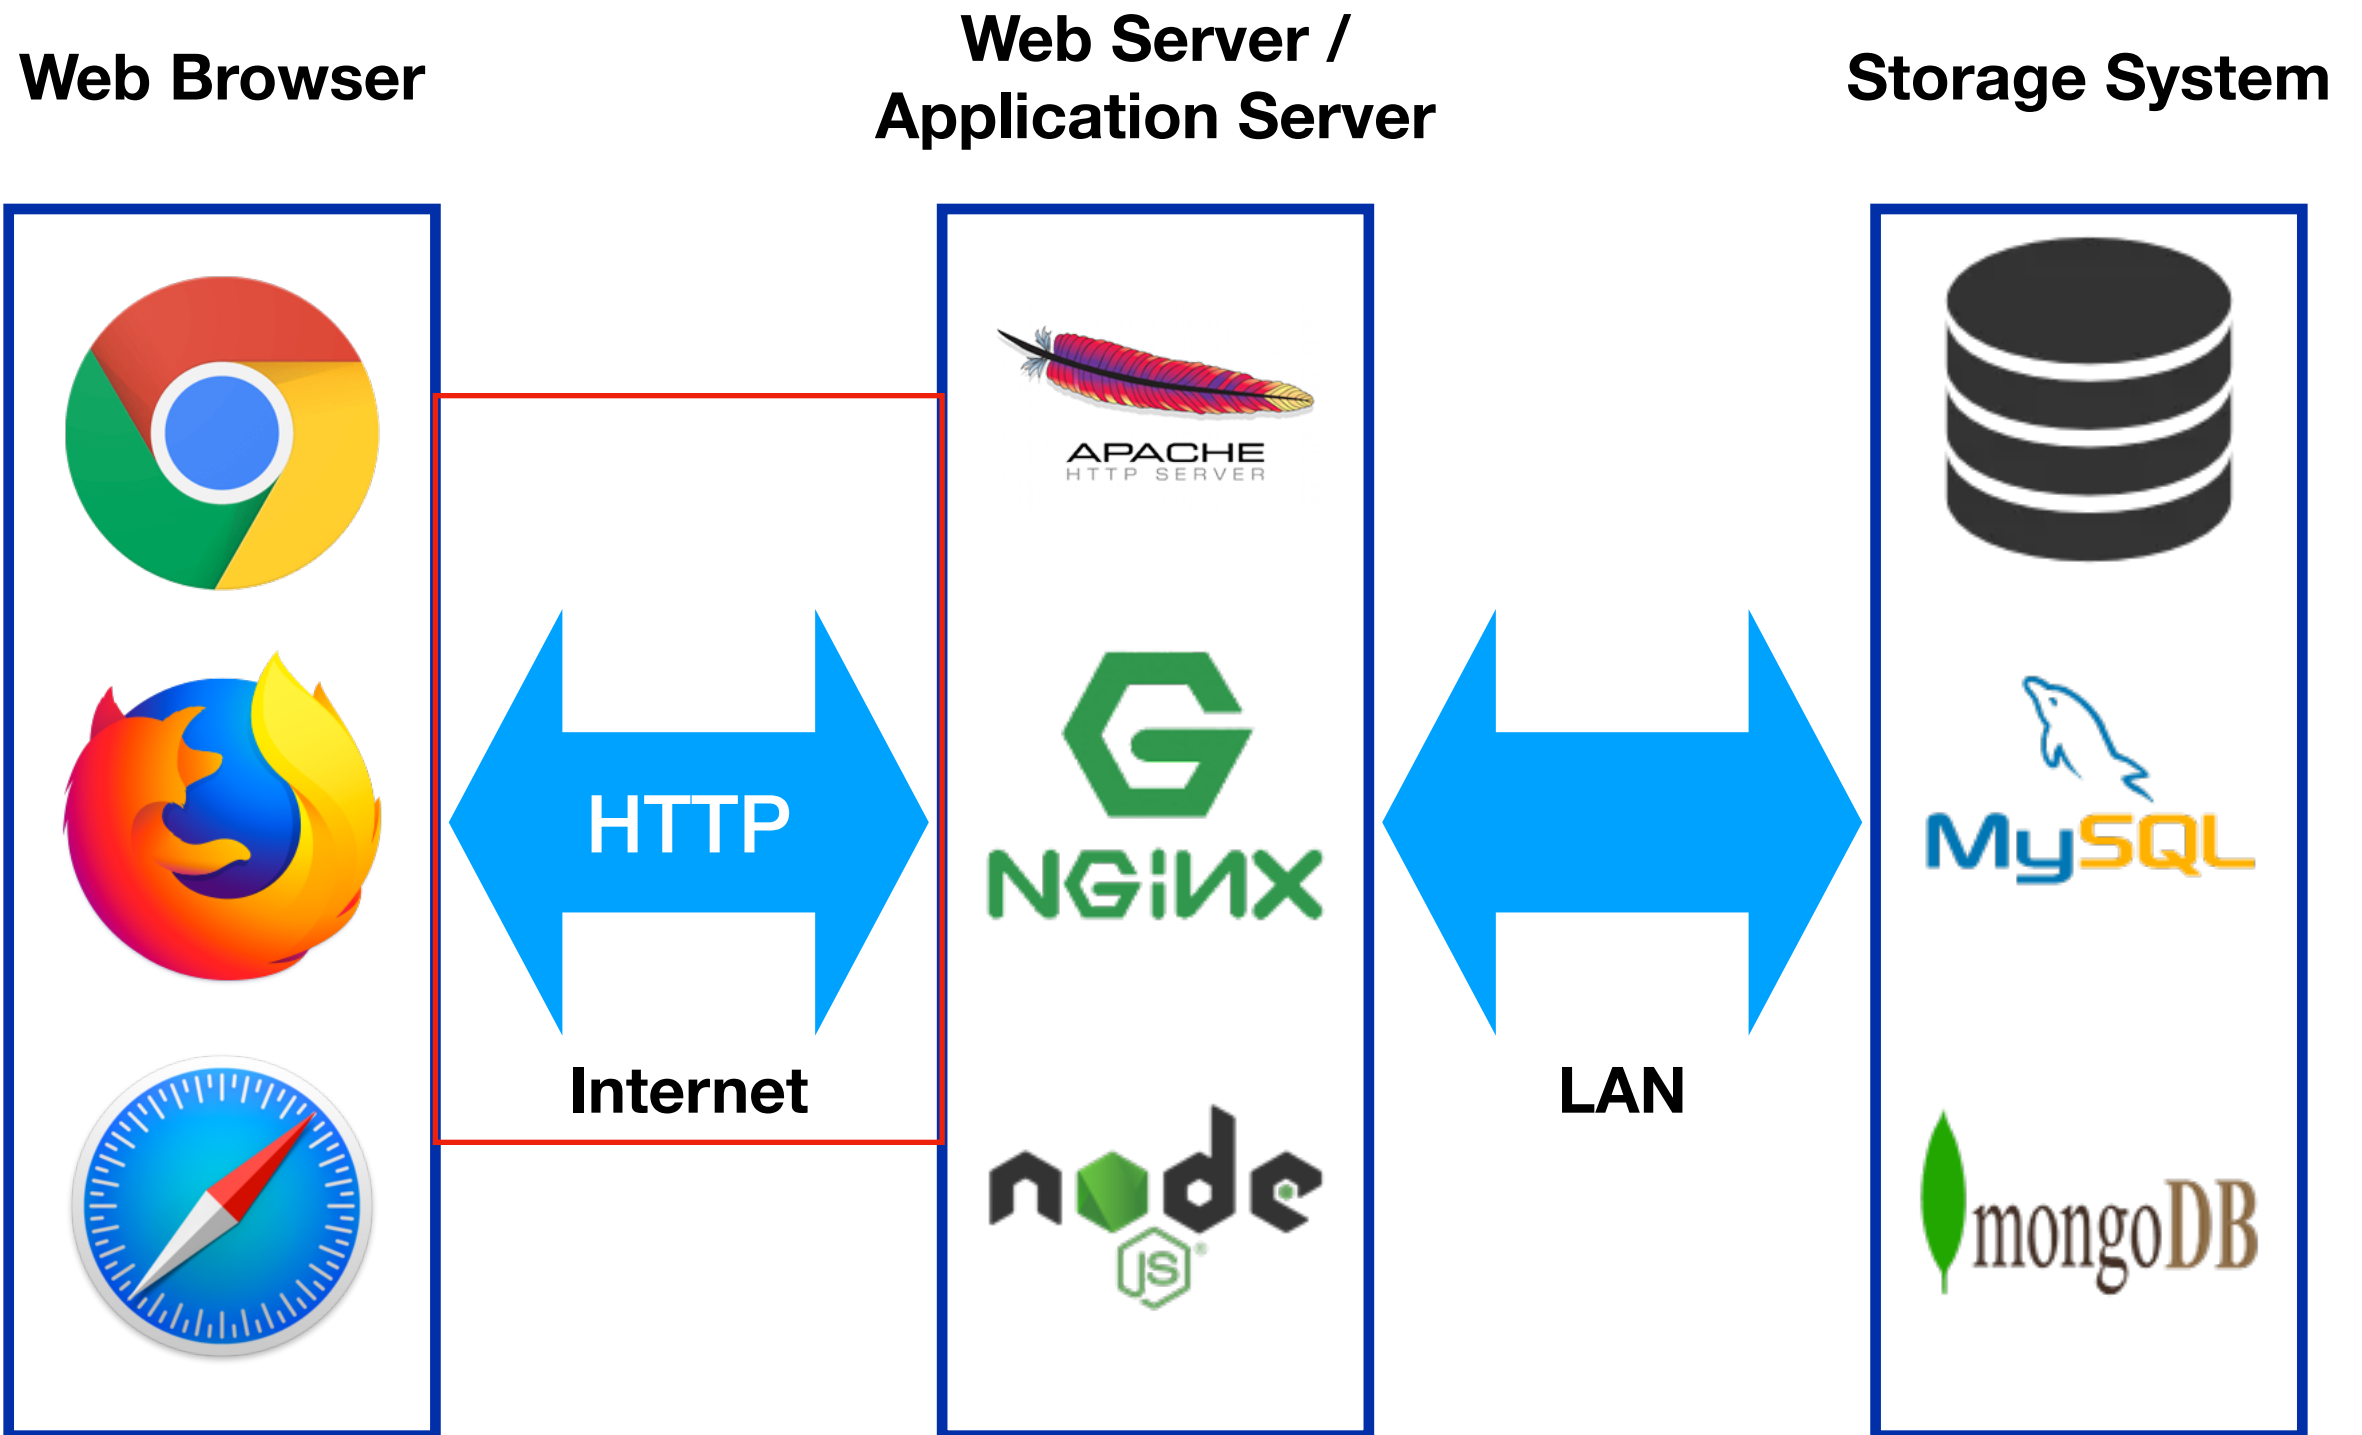 Web Browser
Web Server /
Application Server
Storage System
APACHE
HTTP SERVER
HTTP
Internet
NGINX
node
JS®
LAN
MySQL
mongoDB